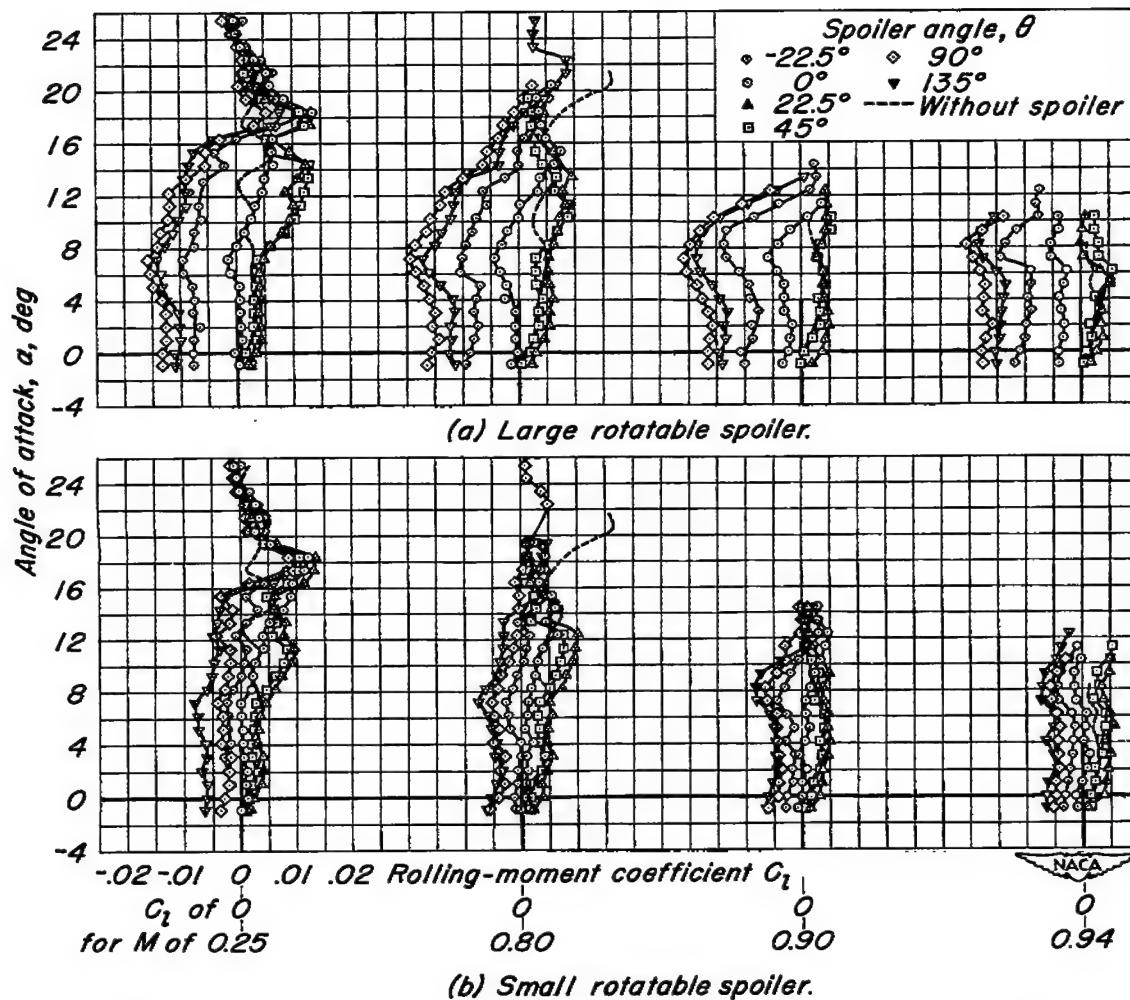 Spoiler angle, θ
-22.5°
0°
22.5°
45°
90°
135°
Without spoiler
24
20
16
12
8
4
0
-4
(a) Large rotatable spoiler.
Angle of attack, α, deg
24
20
16
12
8
4
0
-4
NACA
-.02 -.01 0 .01 .02 Rolling-moment coefficient Cl
Cl of 0 0 0 0
for M of 0.25 0.80 0.90 0.94
(b) Small rotatable spoiler.